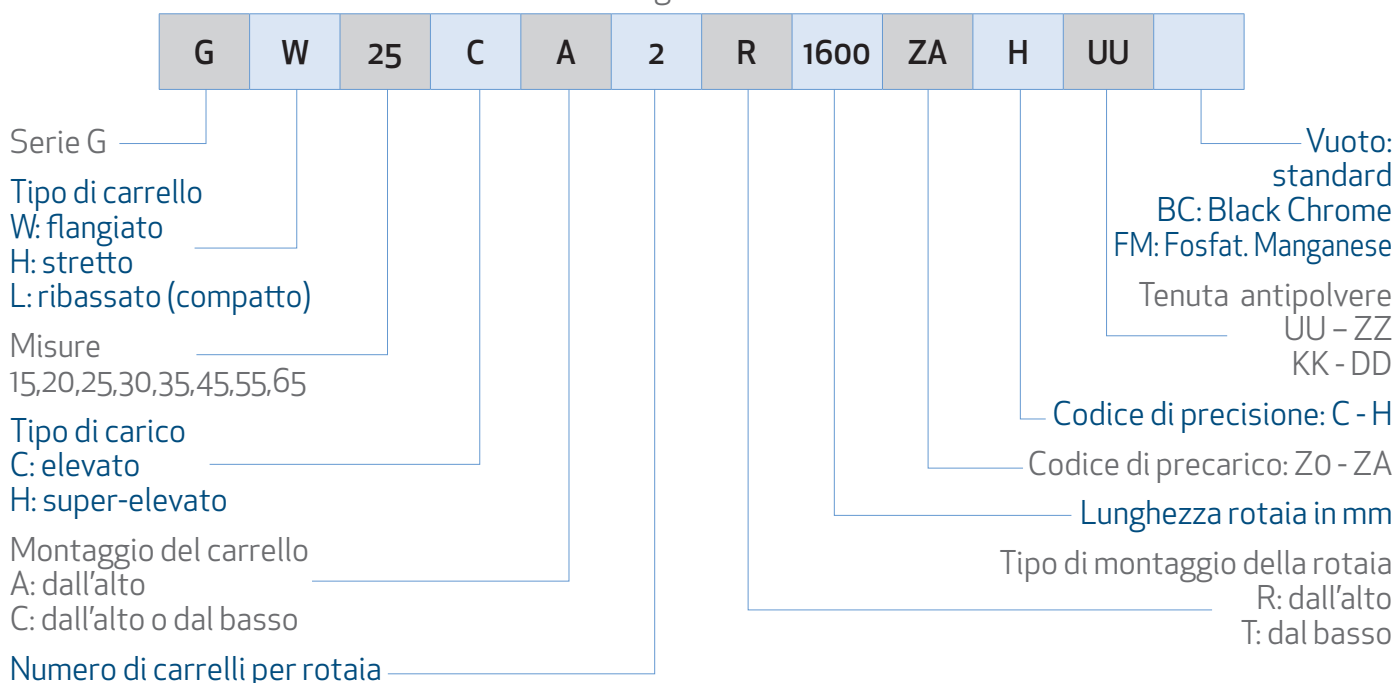 G W 25 C A 2 R 1600 ZA H UU
Serie G
Tipo di carrello
W: flangiato
H: stretto
L: ribassato (compatto)
Misure
15,20,25,30,35,45,55,65
Tipo di carico
C: elevato
H: super-elevato
Montaggio del carrello
A: dall'alto
C: dall'alto o dal basso
Numero di carrelli per rotaia
Vuoto:
standard
BC: Black Chrome
FM: Fosfat. Manganese
Tenuta antipolvere
UU – ZZ
KK - DD
Codice di precisione: C - H
Codice di precarico: Z0 - ZA
Lunghezza rotaia in mm
Tipo di montaggio della rotaia
R: dall'alto
T: dal basso